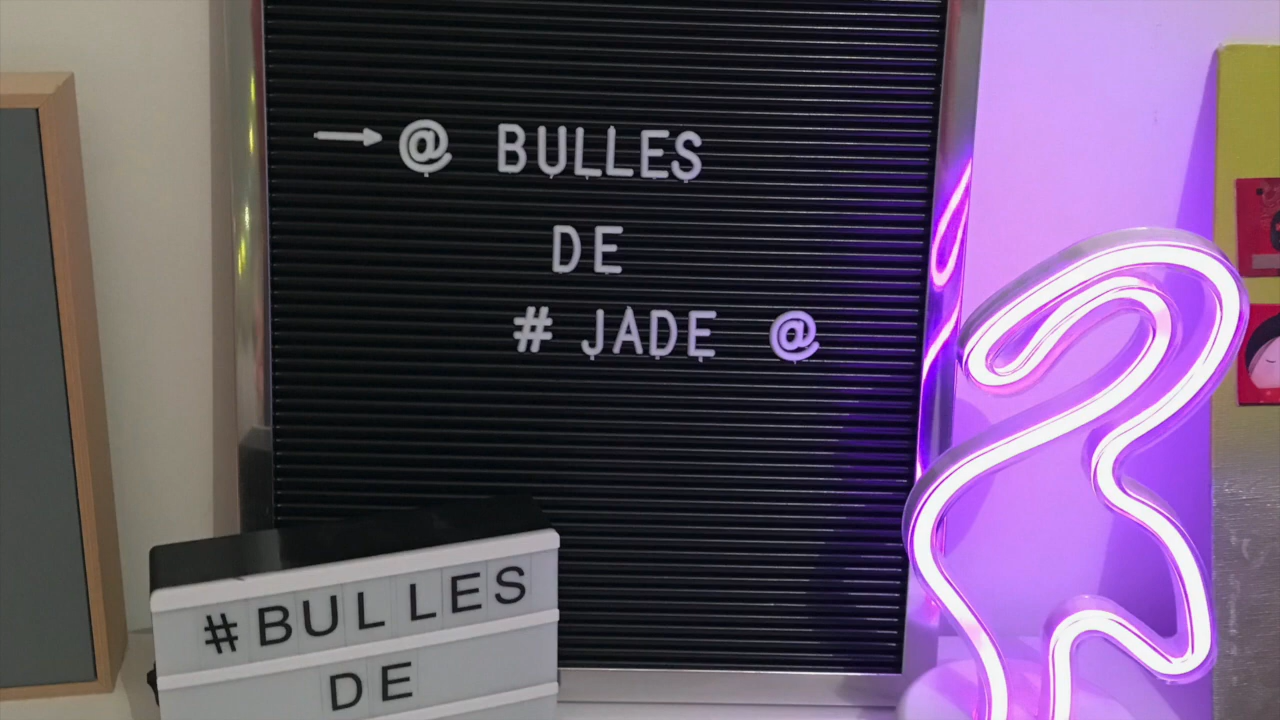 →@ BULLES
DE
# JADE @
#BULLES
DE